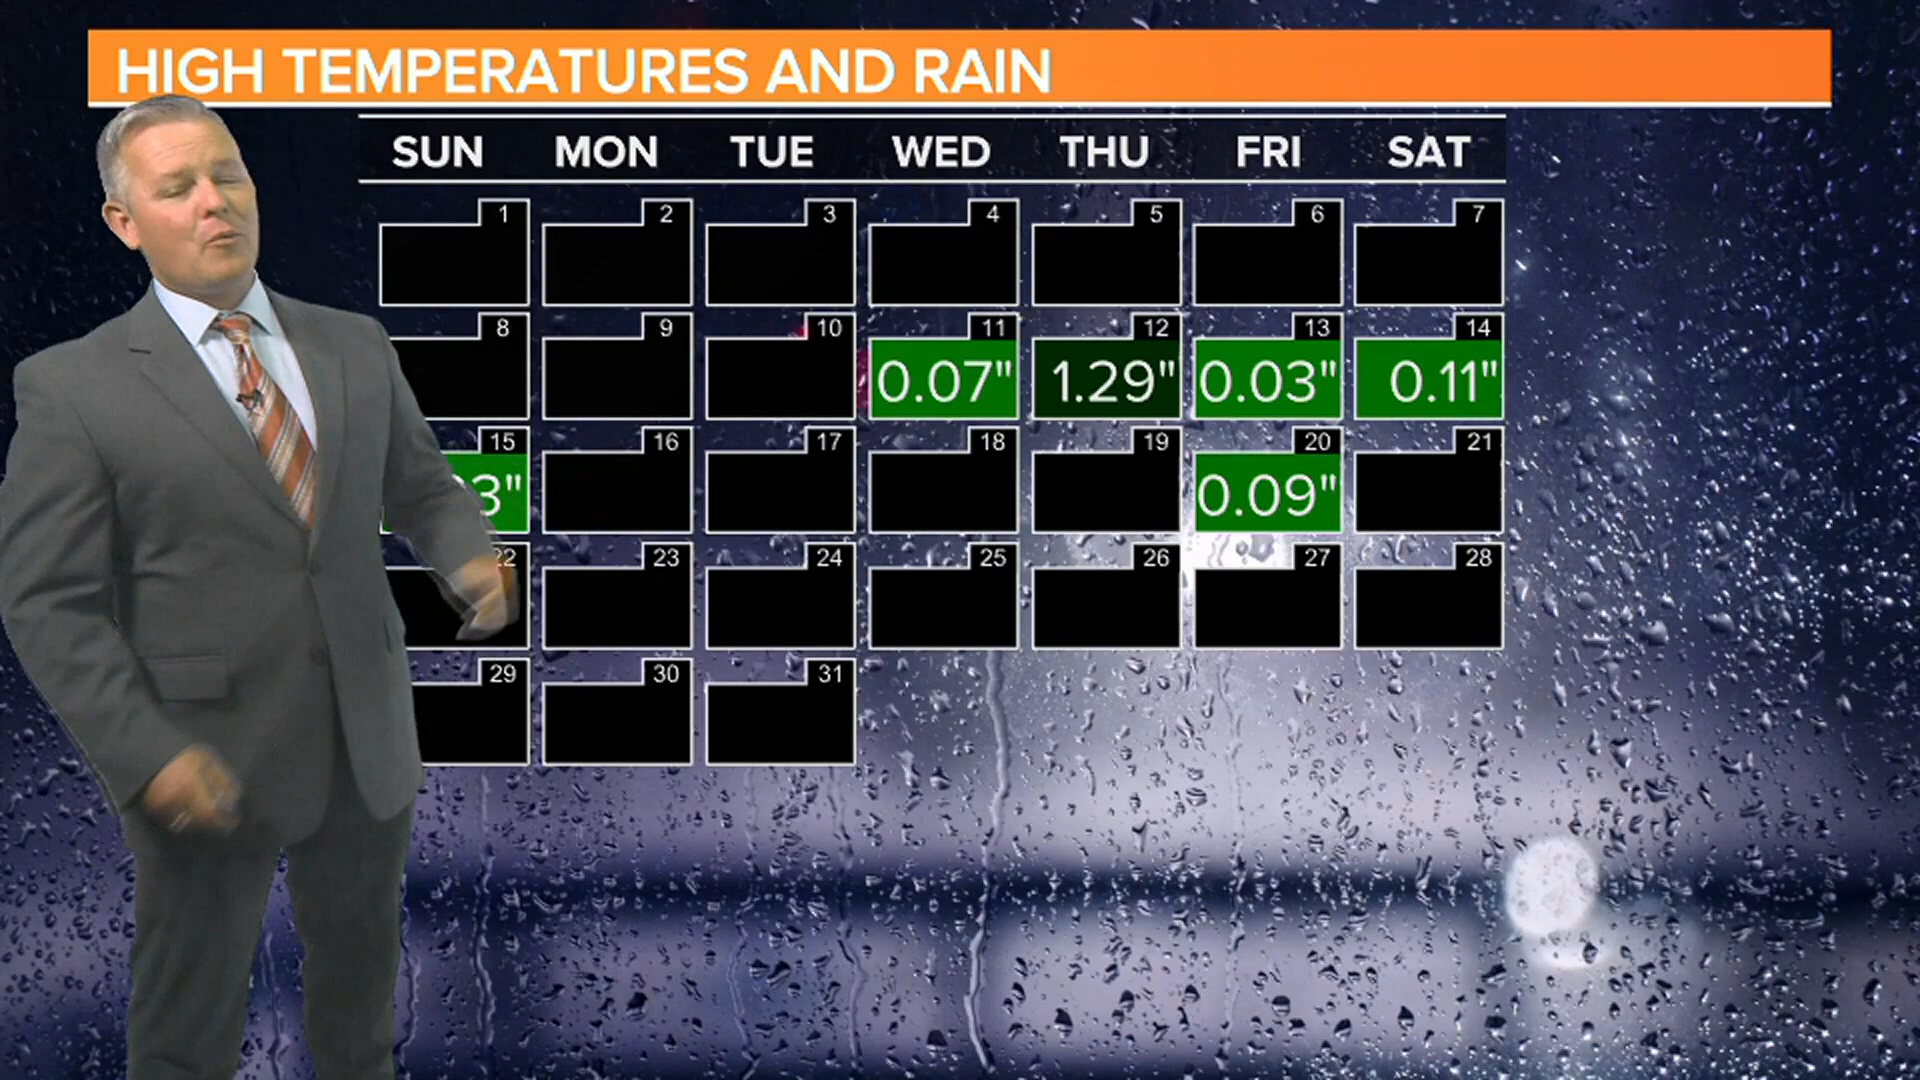 HIGH TEMPERATURES AND RAIN
SUN MON TUE WED THU FRI SAT
1 2 3 4 5 6 7
8 9 10 11 12 13 14
0.07" 1.29" 0.03" 0.11"
15 16 17 18 19 20 21
3" 0.09"
22 23 24 25 26 27 28
29 30 31